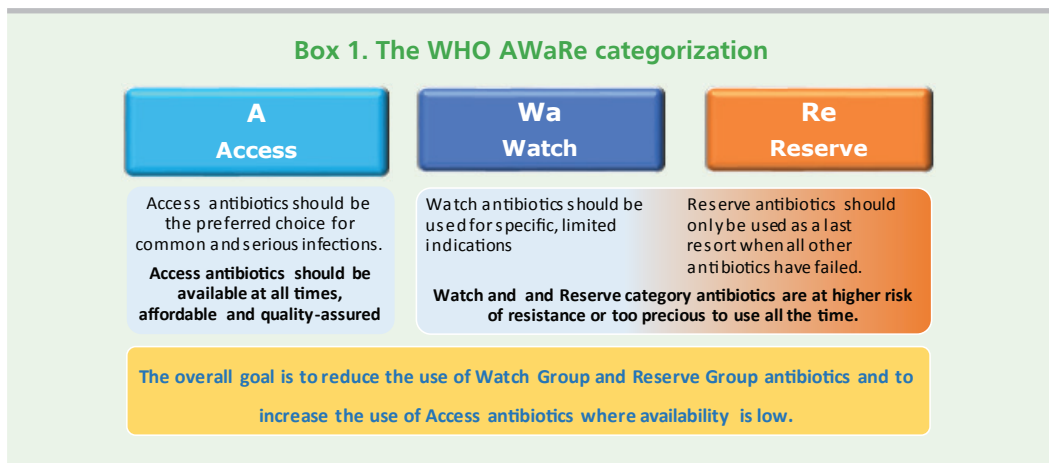 Box 1. The WHO AWaRe categorization
A
Access
Wa
Watch
Re
Reserve
Access antibiotics should be
the preferred choice for
common and serious infections.
Access antibiotics should be
available at all times,
affordable and quality-assured
Watch antibiotics should be
used for specific, limited
indications
Reserve antibiotics should
only be used as a last
resort when all other
antibiotics have failed.
Watch and and Reserve category antibiotics are at higher risk
of resistance or too precious to use all the time.
The overall goal is to reduce the use of Watch Group and Reserve Group antibiotics and to
increase the use of Access antibiotics where availability is low.